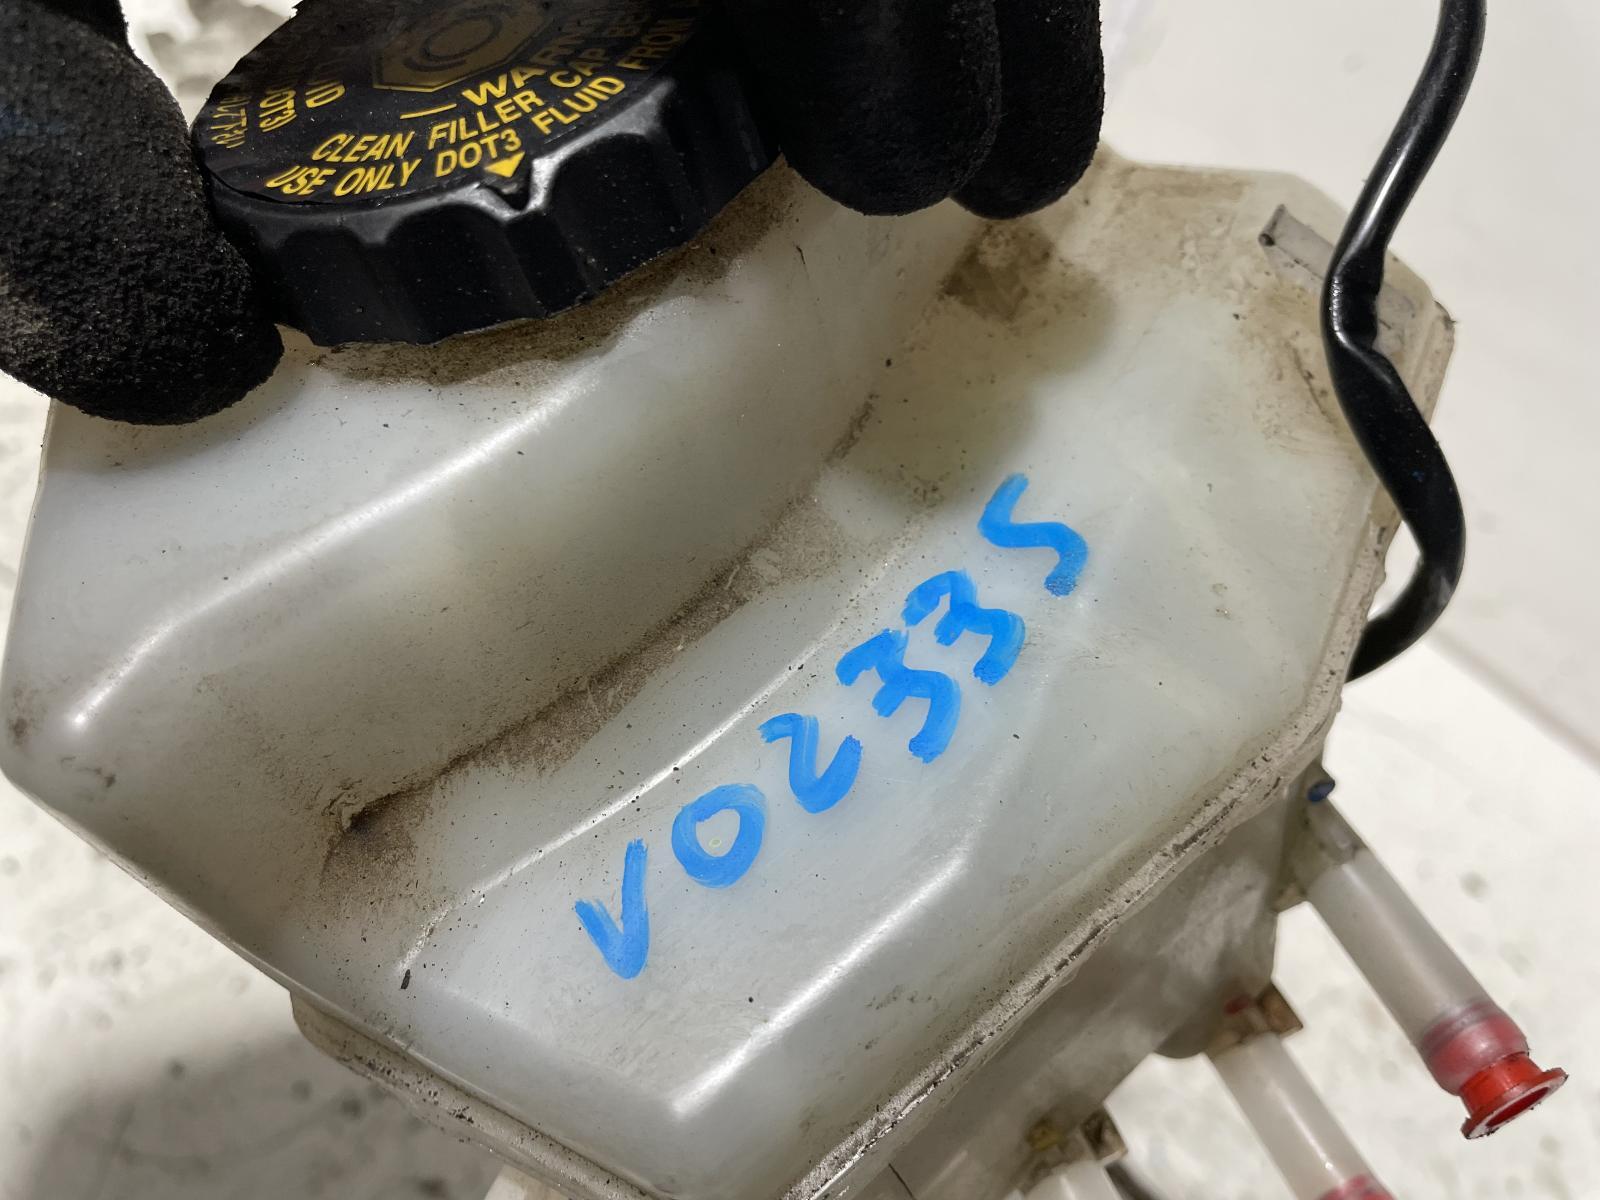 — WARN
CLEAN FILLER CAP BE
USE ONLY DOT3 FLUID FROM
V0233S